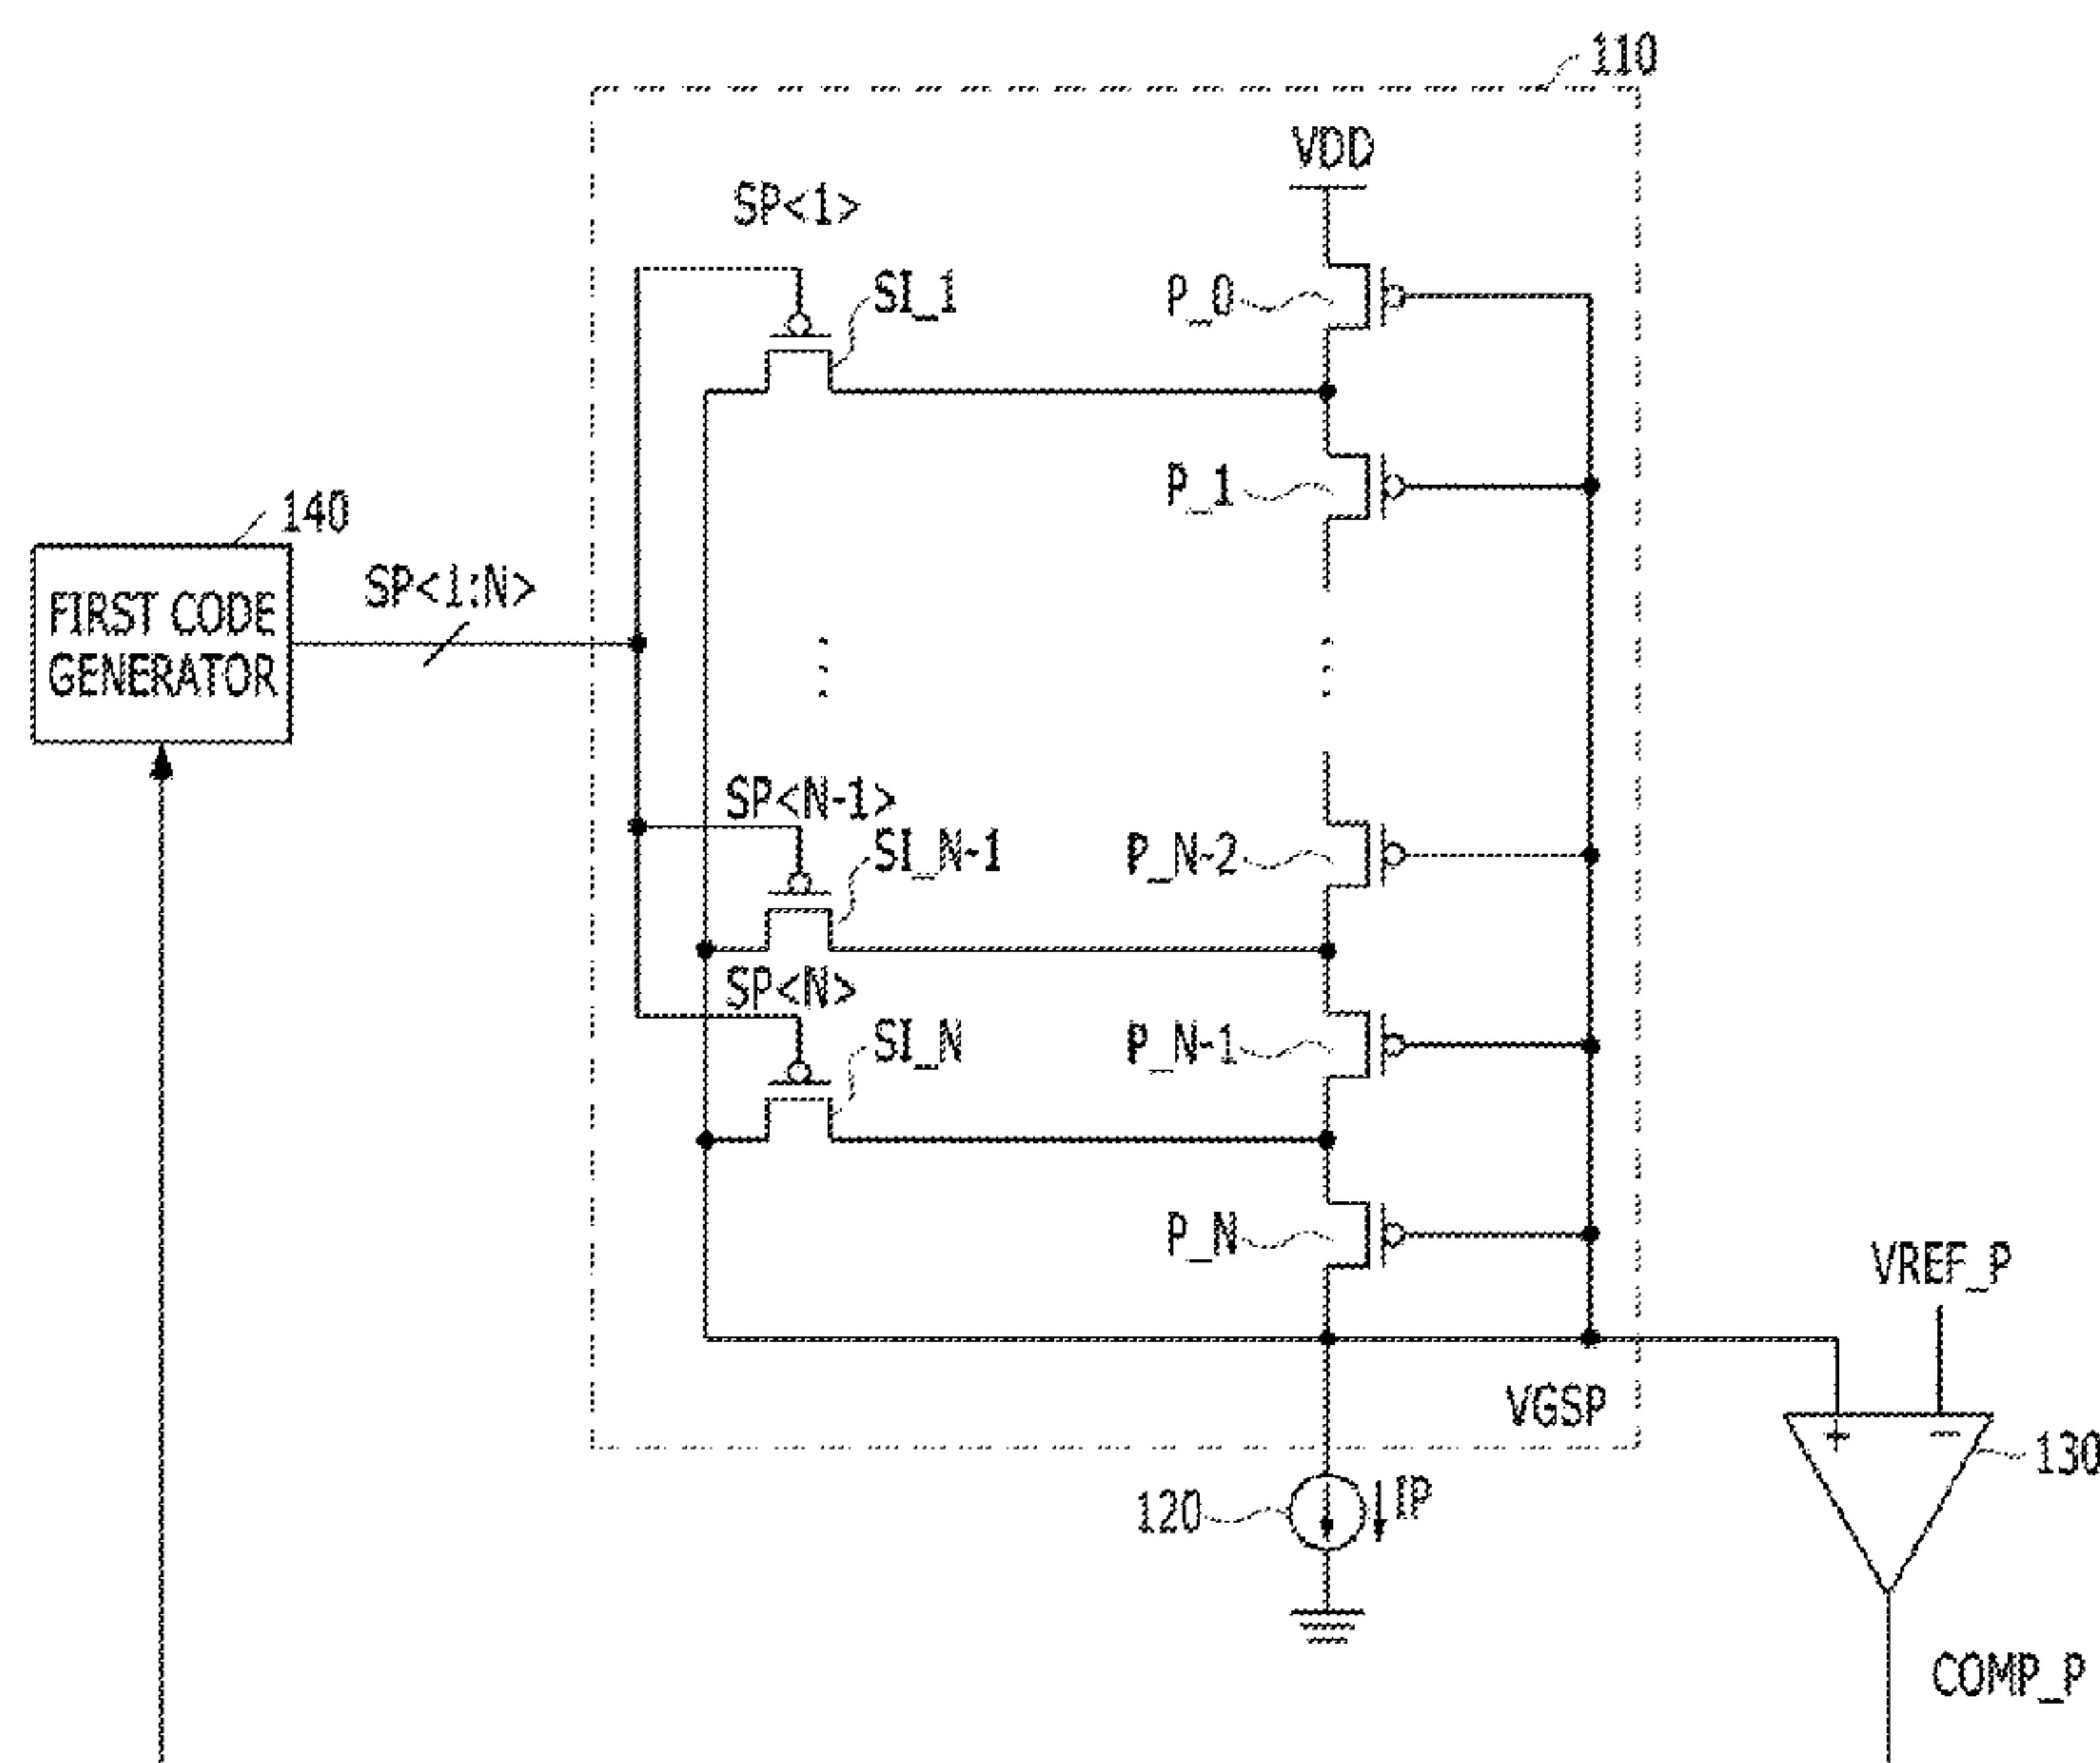 110
VDD
SP<1>
SI_1
P_0
P_1
140
SP<1:N>
FIRST CODE
GENERATOR
SP<N-1>
SI_N-1
P_N-2
SP<N>
SI_N
P_N-1
P_N
VREF_P
VGSP
+
−
130
120
IP
COMP_P